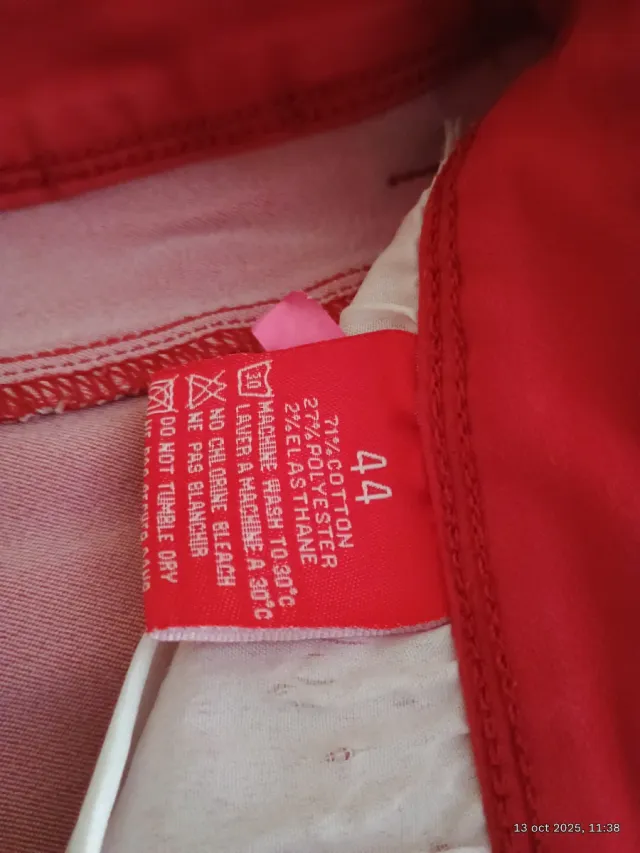 44
71% COTTON
27% POLYESTER
2% ELASTHANE
30
MACHINE WASH TO 30°C
LAVER A MACHINE A 30°C
NO CHLORINE BLEACH
NE PAS BLANCHIR
DO NOT TUMBLE DRY
13 oct 2025, 11:38